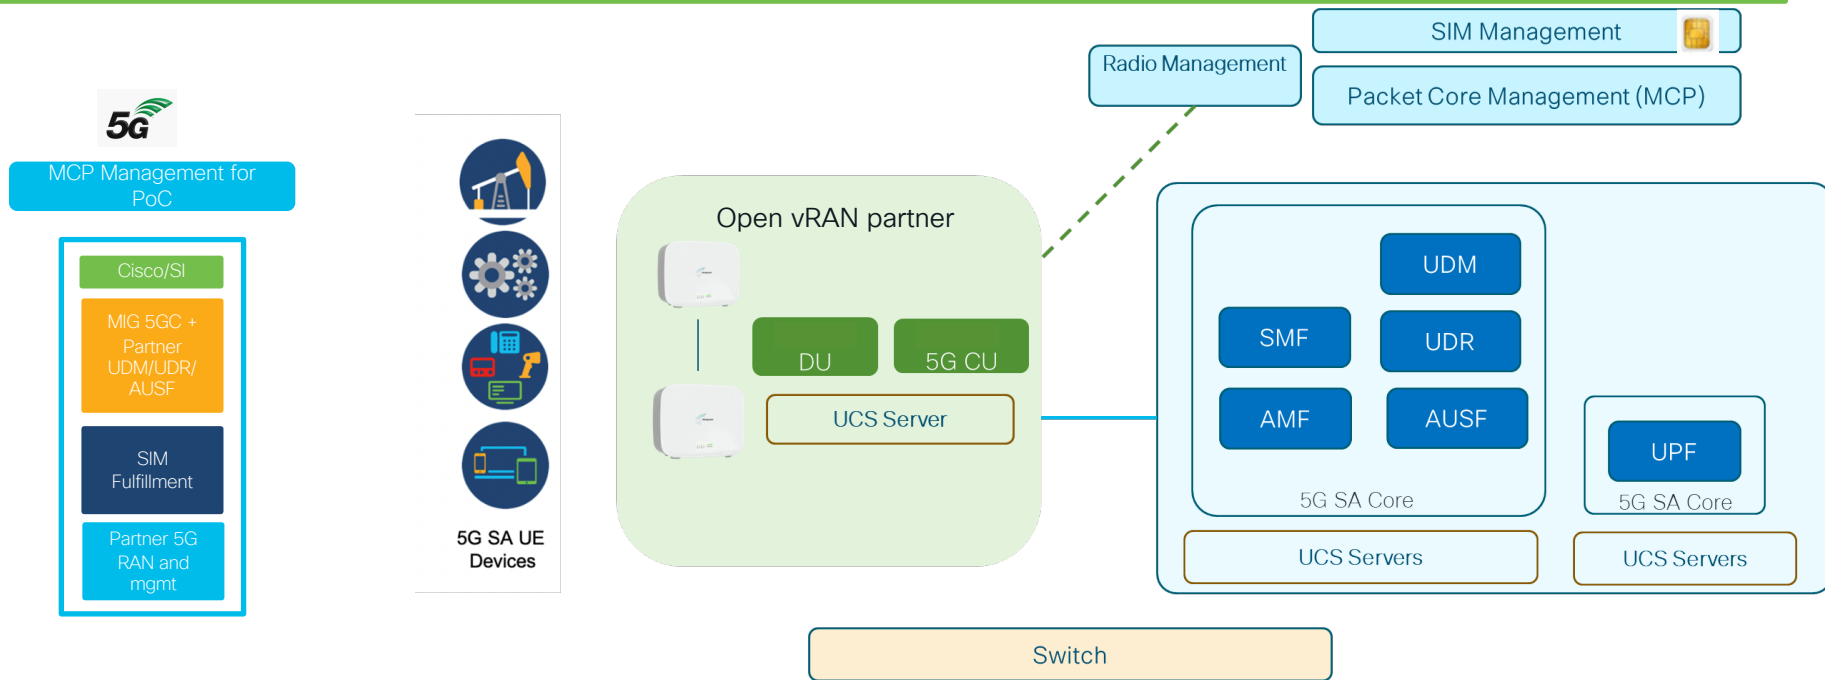 SIM Management
Radio Management
Packet Core Management (MCP)
5G
MCP Management for
PoC
Cisco/SI
MIG 5GC +
Partner
UDM/UDR/
AUSF
SIM
Fulfillment
Partner 5G
RAN and
mgmt
5G SA UE
Devices
Open vRAN partner
DU
5G CU
UCS Server
UDM
SMF
UDR
AMF
AUSF
5G SA Core
UPF
5G SA Core
UCS Servers
UCS Servers
Switch